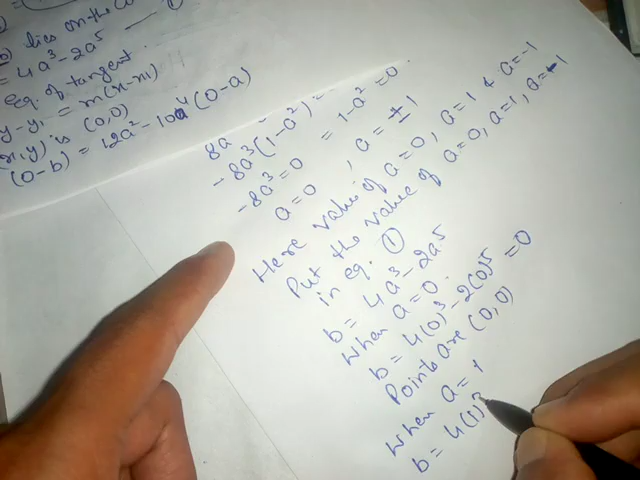 b) lies on the
= 4a³ - 2a⁵ — ①
eq. of tangent.
y - y₁ = m(x - x₁)
(x, y) is (0,0)
(0 - b) = 12a² - 10a⁴ (0 - a)
8a
- 8a³ (1 - a²) =
- 8a³ = 0 = 1 - a² = 0.
a = 0 , a = ±1
Here value of a = 0, a = 1 & a = -1
Put the value of a = 0, a = 1, a = -1
in eq. ①
b = 4a³ - 2a⁵
when a = 0.
b = 4(0)³ - 2(0)⁵ = 0
Points are (0,0)
when a = 1
b = 4(1)³